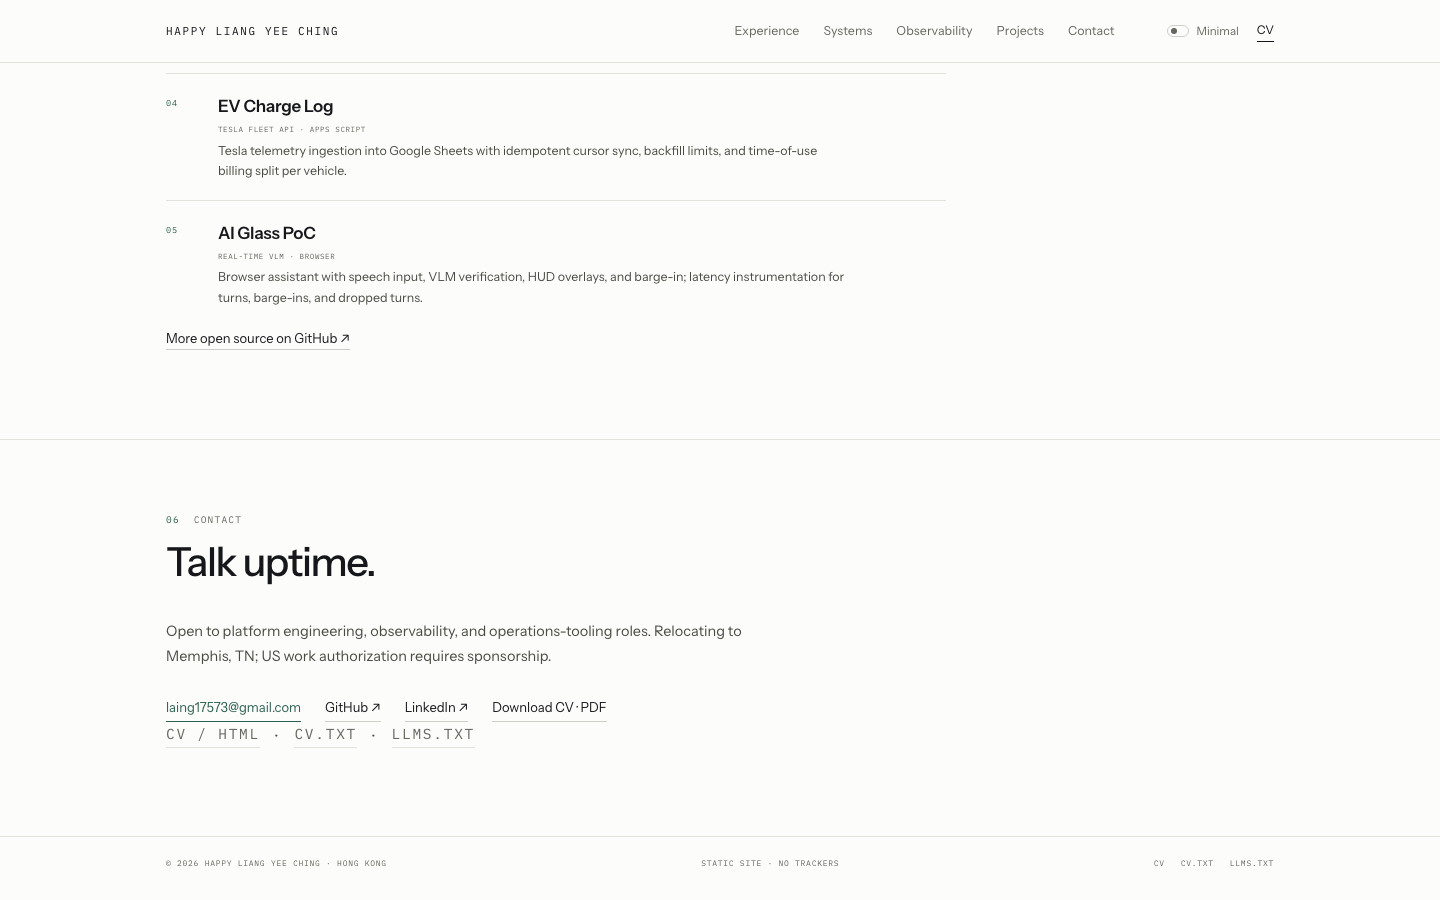 HAPPY LIANG YEE CHING
Experience Systems Observability Projects Contact Minimal CV
04
EV Charge Log
TESLA FLEET API · APPS SCRIPT
Tesla telemetry ingestion into Google Sheets with idempotent cursor sync, backfill limits, and time-of-use
billing split per vehicle.
05
AI Glass PoC
REAL-TIME VLM · BROWSER
Browser assistant with speech input, VLM verification, HUD overlays, and barge-in; latency instrumentation for
turns, barge-ins, and dropped turns.
More open source on GitHub ↗
06 CONTACT
Talk uptime.
Open to platform engineering, observability, and operations-tooling roles. Relocating to
Memphis, TN; US work authorization requires sponsorship.
laing17573@gmail.com GitHub ↗ LinkedIn ↗ Download CV · PDF
CV / HTML · CV.TXT · LLMS.TXT
© 2026 HAPPY LIANG YEE CHING · HONG KONG STATIC SITE · NO TRACKERS CV CV.TXT LLMS.TXT